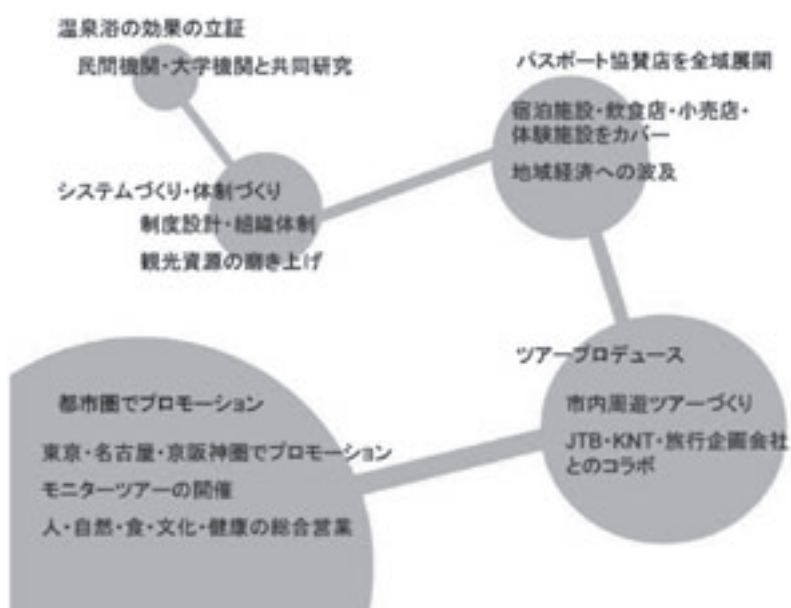 温泉浴の効果の立証
民間機関・大学機関と共同研究
システムづくり・体制づくり
制度設計・組織体制
観光資源の磨き上げ
パスポート協賛店を全域展開
宿泊施設・飲食店・小売店・
体験施設をカバー
地域経済への波及
ツアープロデュース
市内周遊ツアーづくり
JTB・KNT・旅行企画会社
とのコラボ
都市圏でプロモーション
東京・名古屋・京阪神圏でプロモーション
モニターツアーの開催
人・自然・食・文化・健康の総合営業